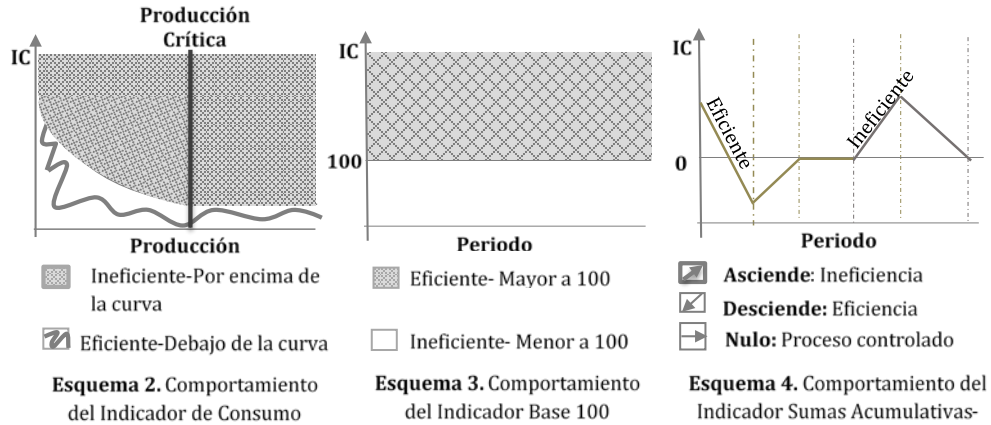 Producción
Crítica
IC
Producción
Ineficiente-Por encima de
la curva
Eficiente-Debajo de la curva
Esquema 2. Comportamiento
del Indicador de Consumo
IC
100
Periodo
Eficiente- Mayor a 100
Ineficiente- Menor a 100
Esquema 3. Comportamiento
del Indicador Base 100
IC
Eficiente
Ineficiente
0
Periodo
Asciende: Ineficiencia
Desciende: Eficiencia
Nulo: Proceso controlado
Esquema 4. Comportamiento del
Indicador Sumas Acumulativas-